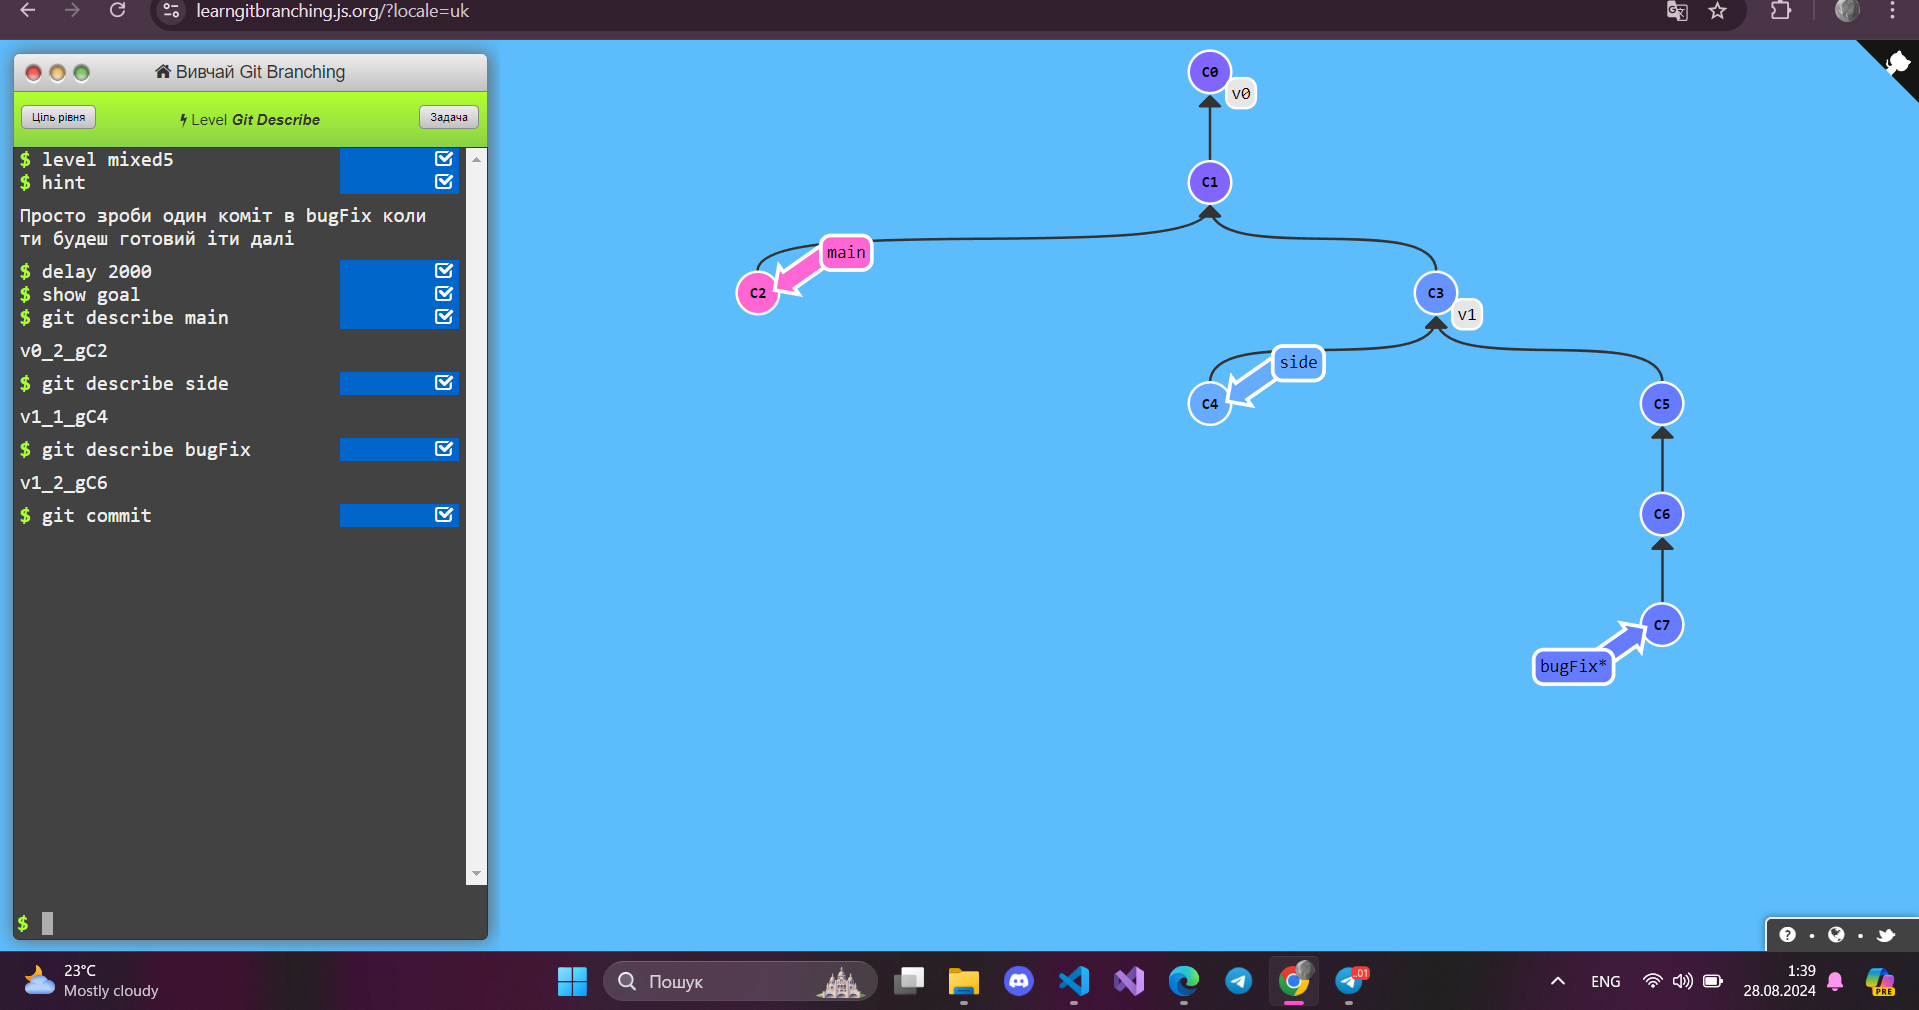 learngitbranching.js.org/?locale=uk
Вивчай Git Branching
Ціль рівня
Level Git Describe
Задача
$ level mixed5
$ hint
Просто зроби один коміт в bugFix коли
ти будеш готовий іти далі
$ delay 2000
$ show goal
$ git describe main
v0_2_gC2
$ git describe side
v1_1_gC4
$ git describe bugFix
v1_2_gC6
$ git commit
$
C0
v0
C1
main
C2
C3
v1
side
C4
C5
C6
C7
bugFix*
23°C
Mostly cloudy
Пошук
.01
ENG
1:39
28.08.2024
PRE